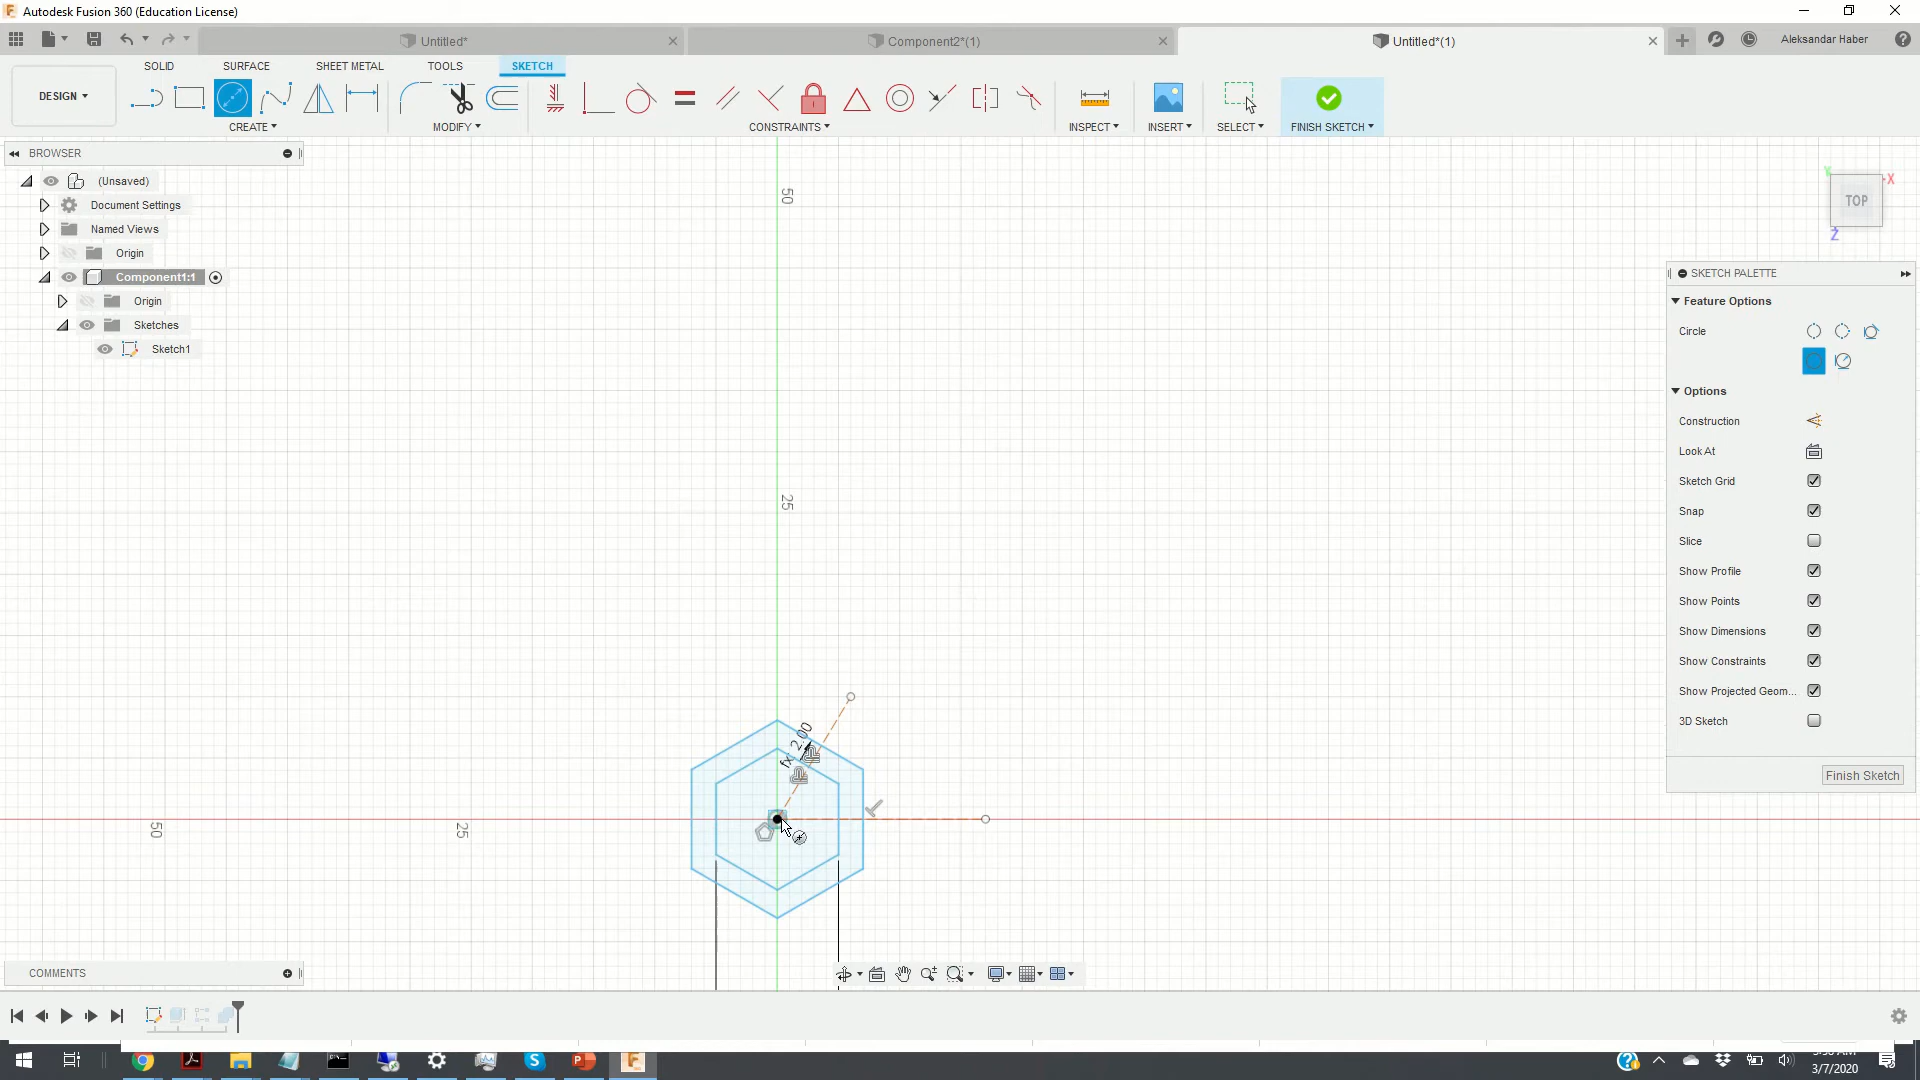 Autodesk Fusion 360 (Education License)
Untitled*
Component2*(1)
Untitled*(1)
Aleksandar Haber
DESIGN
SOLID
SURFACE
SHEET METAL
TOOLS
SKETCH
CREATE
MODIFY
CONSTRAINTS
INSPECT
INSERT
SELECT
FINISH SKETCH
BROWSER
(Unsaved)
Document Settings
Named Views
Origin
Component1:1
Origin
Sketches
Sketch1
50
25
50
25
fx: 2.00
Y
X
TOP
Z
SKETCH PALETTE
Feature Options
Circle
Options
Construction
Look At
Sketch Grid
Snap
Slice
Show Profile
Show Points
Show Dimensions
Show Constraints
Show Projected Geom...
3D Sketch
Finish Sketch
COMMENTS
3/7/2020